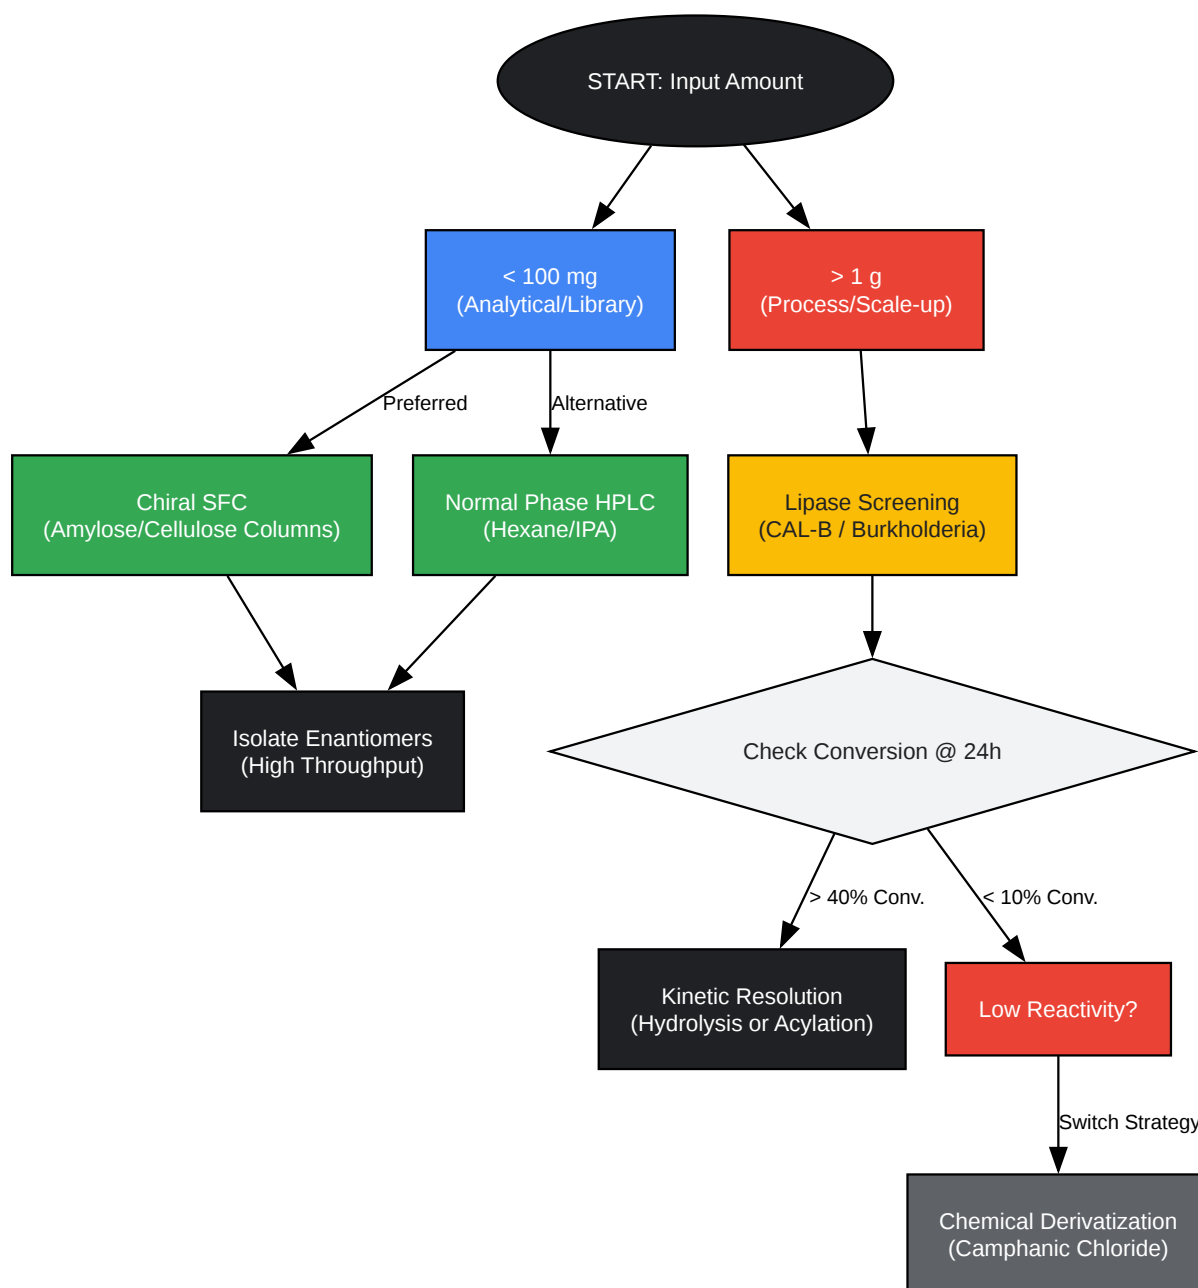 START: Input Amount
< 100 mg
(Analytical/Library)
> 1 g
(Process/Scale-up)
Preferred
Alternative
Chiral SFC
(Amylose/Cellulose Columns)
Normal Phase HPLC
(Hexane/IPA)
Lipase Screening
(CAL-B / Burkholderia)
Isolate Enantiomers
(High Throughput)
Check Conversion @ 24h
> 40% Conv.
< 10% Conv.
Kinetic Resolution
(Hydrolysis or Acylation)
Low Reactivity?
Switch Strategy
Chemical Derivatization
(Camphanic Chloride)